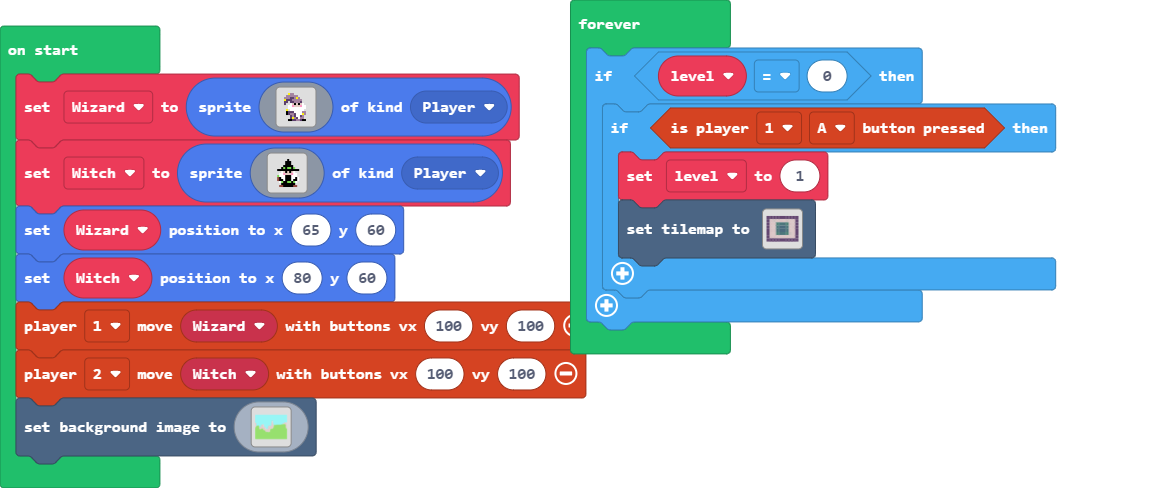 on start
set Wizard to sprite of kind Player
set Witch to sprite of kind Player
set Wizard position to x 65 y 60
set Witch position to x 80 y 60
player 1 move Wizard with buttons vx 100 vy 100
player 2 move Witch with buttons vx 100 vy 100
set background image to
forever
if level = 0 then
if is player 1 A button pressed then
set level to 1
set tilemap to